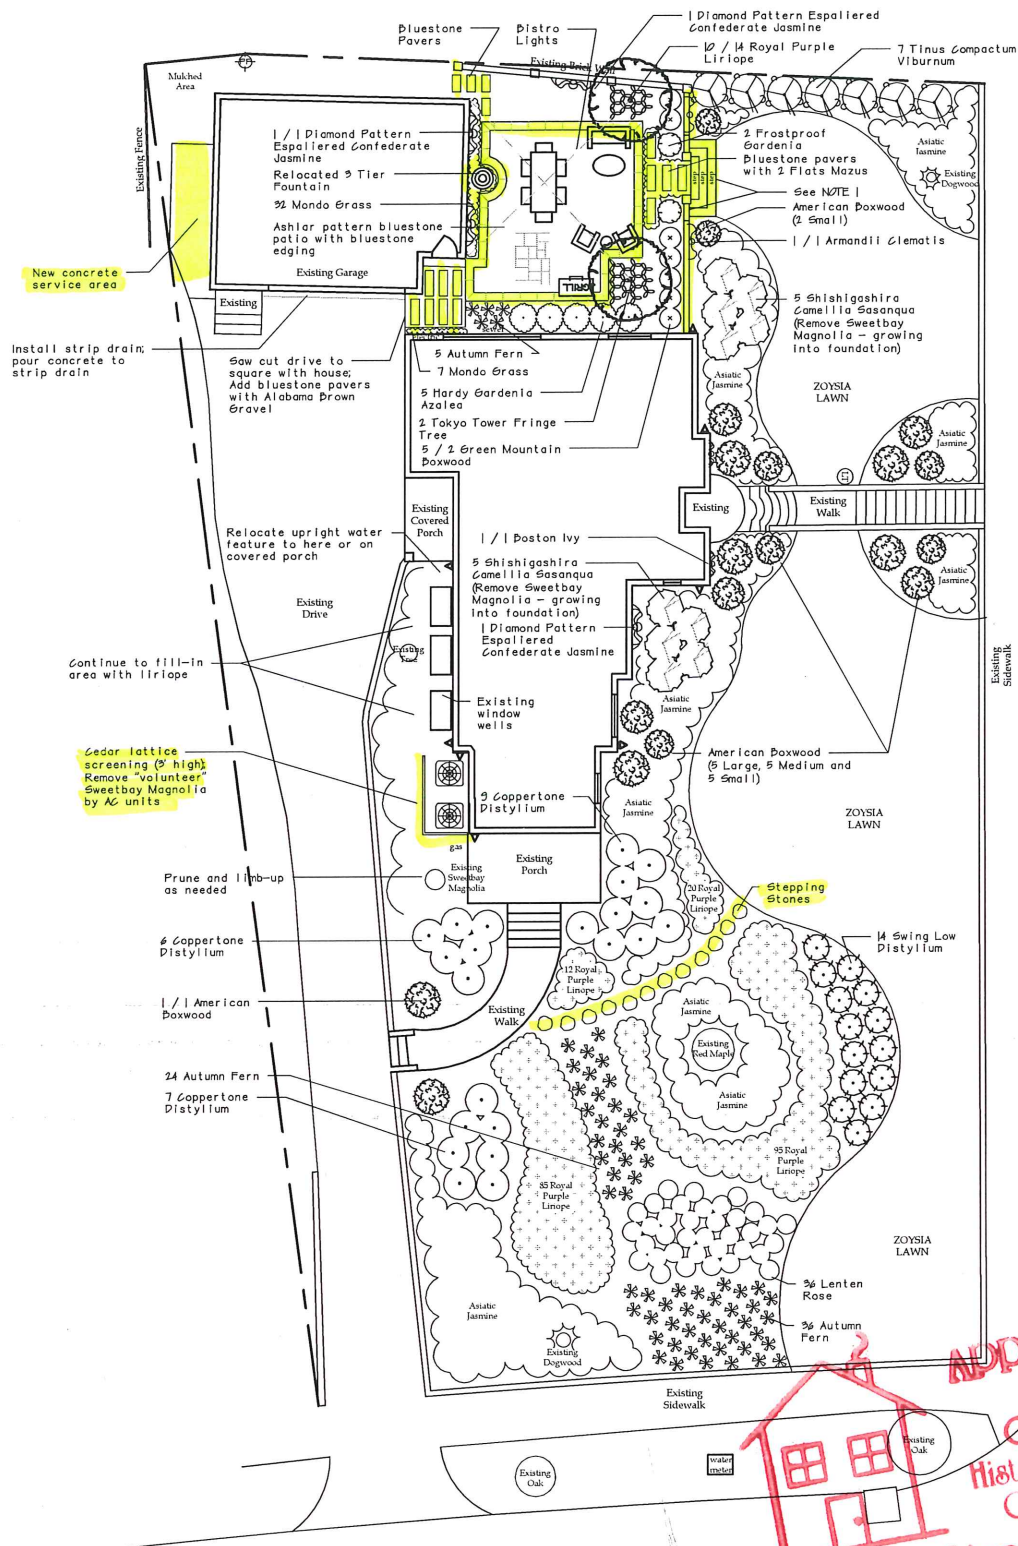 Bluestone
Pavers
Bistro
Lights
1 Diamond Pattern Espaliered
Confederate Jasmine
10 / 14 Royal Purple
Liriope
7 Tinus Compactum
Viburnum
Mulched
Area
Existing Brick Wall
Existing Fence
1 / 1 Diamond Pattern
Espaliered Confederate
Jasmine
Relocated 3 Tier
Fountain
32 Mondo Grass
Ashlar pattern bluestone
patio with bluestone
edging
Existing Garage
Existing
GRILL
2 Frostproof
Gardenia
Bluestone pavers
with 2 Flats Mazus
step
step
step
See NOTE 1
American Boxwood
(2 Small)
1 / 1 Armandii Clematis
Asiatic
Jasmine
Existing
Dogwood
New concrete
service area
Install strip drain;
pour concrete to
strip drain
Saw cut drive to
square with house;
Add bluestone pavers
with Alabama Brown
Gravel
Sewer
5 Autumn Fern
7 Mondo Grass
5 Hardy Gardenia
Azalea
2 Tokyo Tower Fringe
Tree
5 / 2 Green Mountain
Boxwood
5 Shishigashira
Camellia Sasanqua
(Remove Sweetbay
Magnolia – growing
into foundation)
Asiatic
Jasmine
ZOYSIA
LAWN
Asiatic
Jasmine
Existing
Covered
Porch
Existing
Existing
Walk
Relocate upright water
feature to here or on
covered porch
1 / 1 Boston Ivy
5 Shishigashira
Camellia Sasanqua
(Remove Sweetbay
Magnolia – growing
into foundation)
1 Diamond Pattern
Espaliered
Confederate Jasmine
Asiatic
Jasmine
Existing
Drive
Existing
Tree
Continue to fill-in
area with liriope
Existing
window
wells
Existing
Sidewalk
Asiatic
Jasmine
American Boxwood
(5 Large, 5 Medium and
5 Small)
Cedar lattice
screening (3' high);
Remove "volunteer"
Sweetbay Magnolia
by AC units
9 Coppertone
Distylium
Asiatic
Jasmine
ZOYSIA
LAWN
gas
Existing
Sweetbay
Magnolia
Existing
Porch
Prune and limb-up
as needed
20 Royal
Purple
Liriope
Stepping
Stones
6 Coppertone
Distylium
14 Swing Low
Distylium
12 Royal
Purple
Liriope
1 / 1 American
Boxwood
Existing
Walk
Asiatic
Jasmine
Existing
Red Maple
Asiatic
Jasmine
24 Autumn Fern
7 Coppertone
Distylium
95 Royal
Purple
Liriope
85 Royal
Purple
Liriope
ZOYSIA
LAWN
36 Lenten
Rose
36 Autumn
Fern
Asiatic
Jasmine
Existing
Dogwood
Existing
Sidewalk
Existing
Oak
water
meter
Existing
Oak
APP
Hist